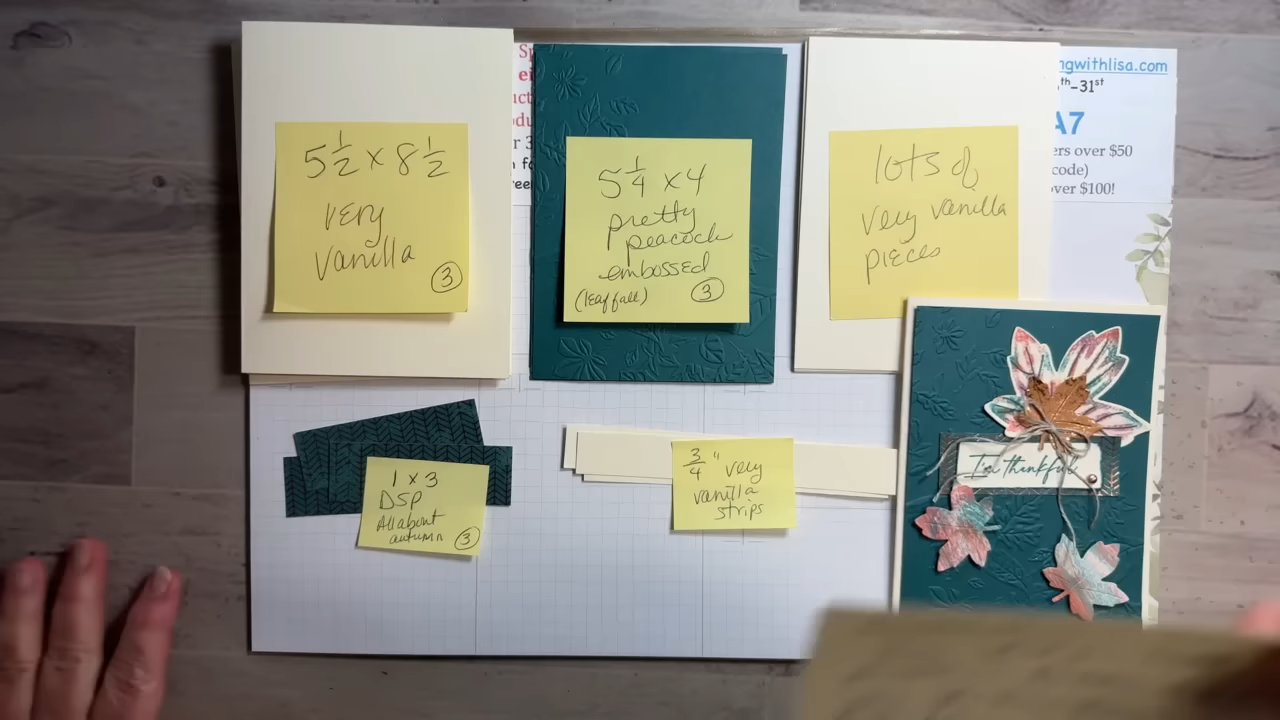 5 1/2 x 8 1/2
very
vanilla
3
5 1/4 x 4
pretty
peacock
embossed
(leaf fall)
3
lots of
very vanilla
pieces
ngwithlisa.com
th–31st
A7
ers over $50
code)
over $100!
1 x 3
DSP
All about
autumn
3
3/4" very
vanilla
strips
I'm thankful